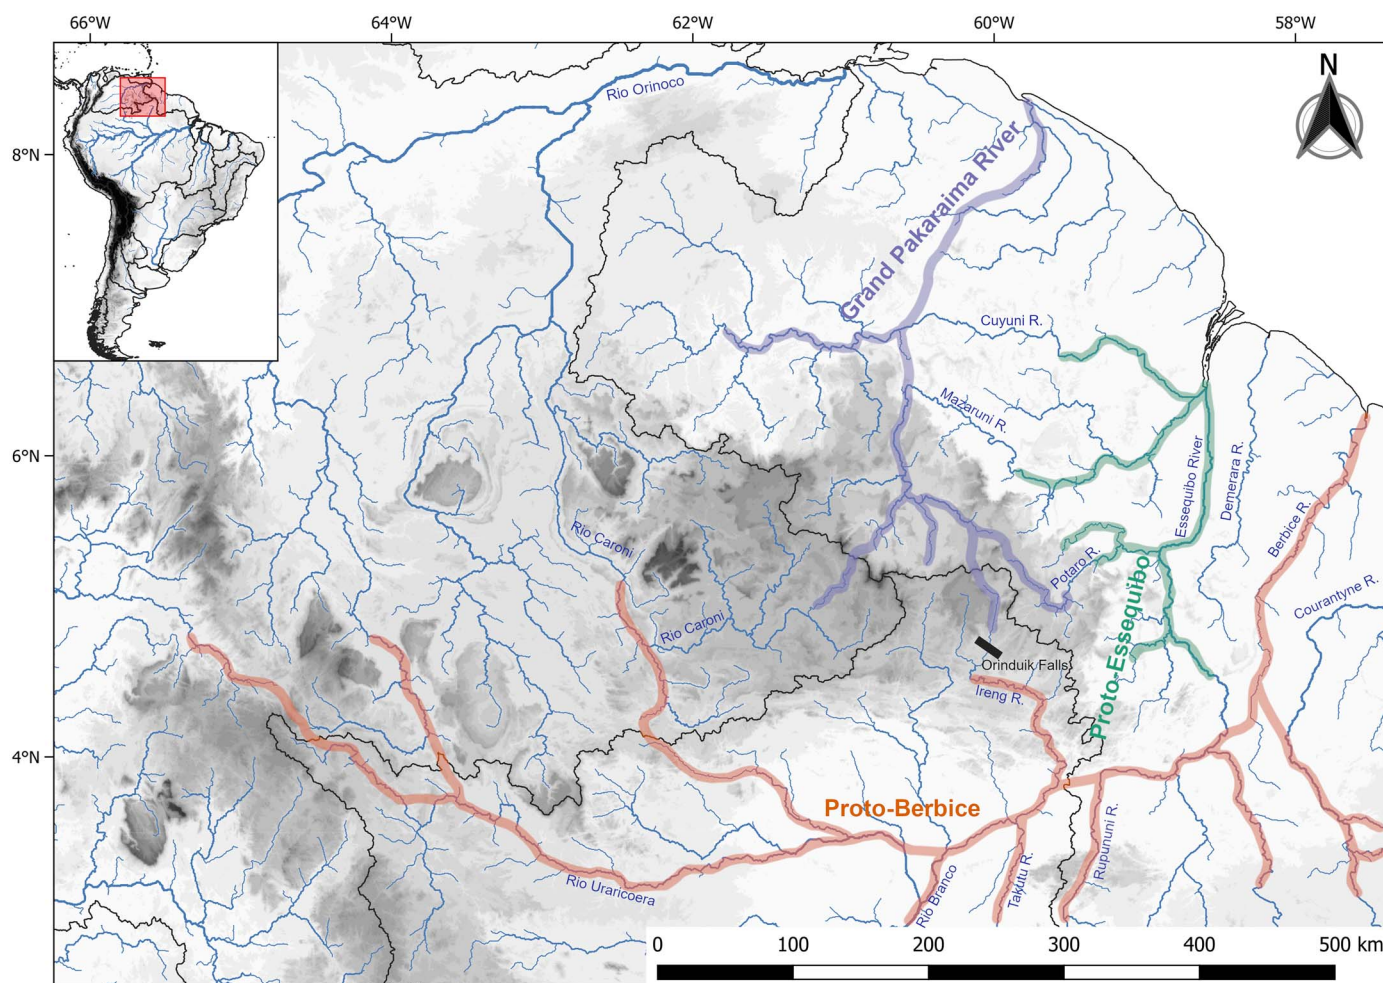 66°W
64°W
62°W
60°W
58°W
N
8°N
6°N
4°N
Rio Orinoco
Grand Pakaraima River
Cuyuni R.
Mazaruni R.
Essequibo River
Demerara R.
Berbice R.
Rio Caroni
Potaro R.
Courantyne R.
Rio Caroni
Proto-Essequibo
Orinduik Falls
Ireng R.
Proto-Berbice
Rupununi R.
Takutu R.
Rio Branco
Rio Uraricoera
0 100 200 300 400 500 km